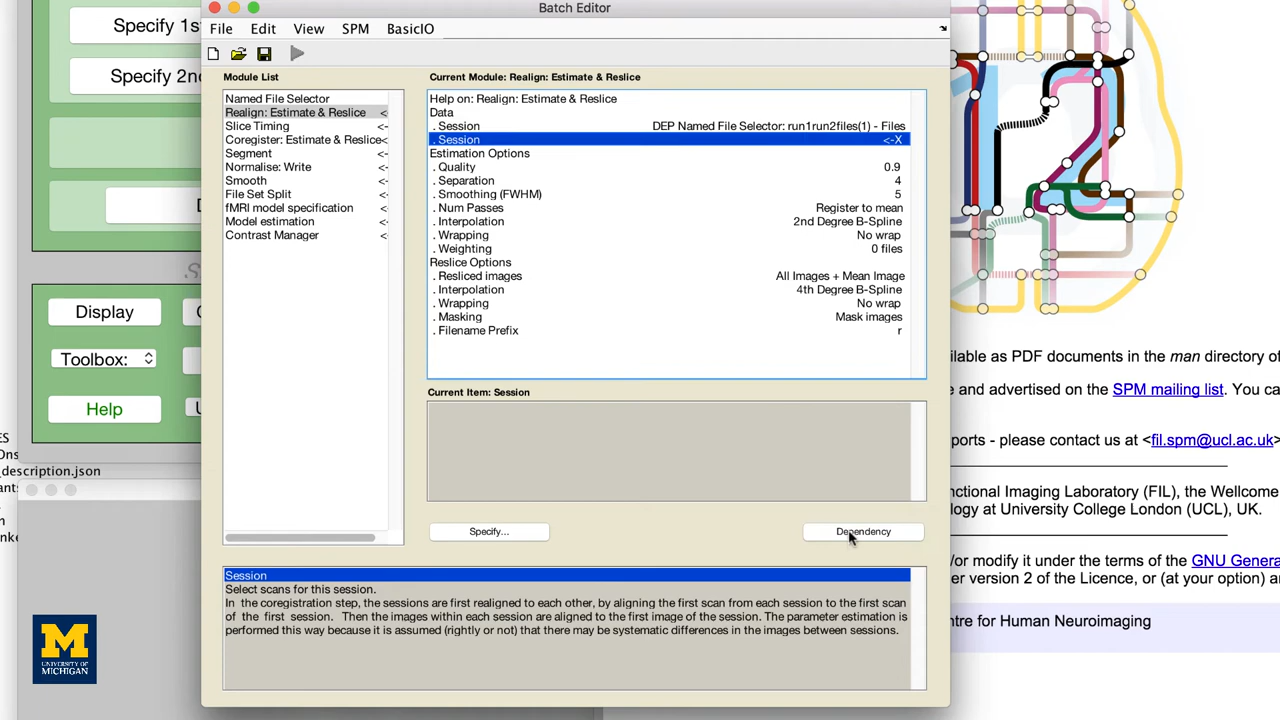 Batch Editor
File Edit View SPM BasicIO
Specify 1s
Specify 2n
Module List
Named File Selector
Realign: Estimate & Reslice <
Slice Timing <-
Coregister: Estimate & Reslice<
Segment <-
Normalise: Write <-
Smooth <-
File Set Split <-
fMRI model specification <
Model estimation <-
Contrast Manager <
Current Module: Realign: Estimate & Reslice
Help on: Realign: Estimate & Reslice
Data
. Session DEP Named File Selector: run1run2files(1) - Files
. Session <-X
Estimation Options
. Quality 0.9
. Separation 4
. Smoothing (FWHM) 5
. Num Passes Register to mean
. Interpolation 2nd Degree B-Spline
. Wrapping No wrap
. Weighting 0 files
Reslice Options
. Resliced images All Images + Mean Image
. Interpolation 4th Degree B-Spline
. Wrapping No wrap
. Masking Mask images
. Filename Prefix r
Current Item: Session
Specify... Dependency
Session
Select scans for this session.
In the coregistration step, the sessions are first realigned to each other, by aligning the first scan from each session to the first scan
of the first session. Then the images within each session are aligned to the first image of the session. The parameter estimation is
performed this way because it is assumed (rightly or not) that there may be systematic differences in the images between sessions.
Display
Toolbox:
Help
ES
Ons
_description.json
ants
n
nke
M
UNIVERSITY OF
MICHIGAN
ilable as PDF documents in the man directory of
e and advertised on the SPM mailing list. You ca
ports - please contact us at <fil.spm@ucl.ac.uk>
nctional Imaging Laboratory (FIL), the Wellcome
logy at University College London (UCL), UK.
/or modify it under the terms of the GNU Genera
er version 2 of the Licence, or (at your option) a
ntre for Human Neuroimaging